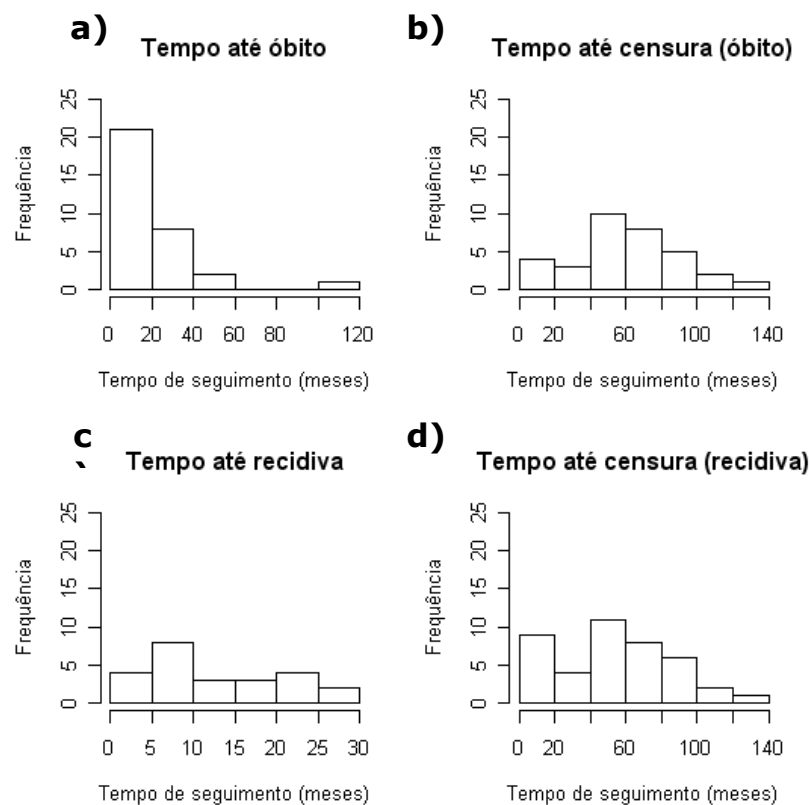 a)
Tempo até óbito
Frequência
0 5 10 15 20 25
0 20 40 60 80 120
Tempo de seguimento (meses)
b)
Tempo até censura (óbito)
Frequência
0 5 10 15 20 25
0 20 60 100 140
Tempo de seguimento (meses)
c
)
Tempo até recidiva
Frequência
0 5 10 15 20 25
0 5 10 15 20 25 30
Tempo de seguimento (meses)
d)
Tempo até censura (recidiva)
Frequência
0 5 10 15 20 25
0 20 60 100 140
Tempo de seguimento (meses)